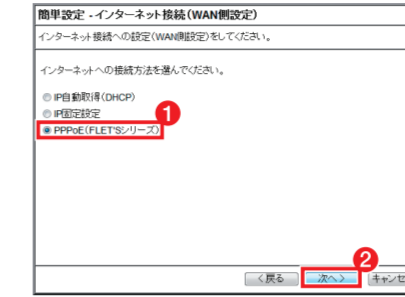 簡単設定 - インターネット接続(WAN側設定)
インターネット接続への設定(WAN側設定)をしてください。
インターネットへの接続方法を選んでください。
IP自動取得(DHCP)
IP固定設定
1
PPPoE(FLET'Sシリーズ)
2
<戻る 次へ> キャンセ